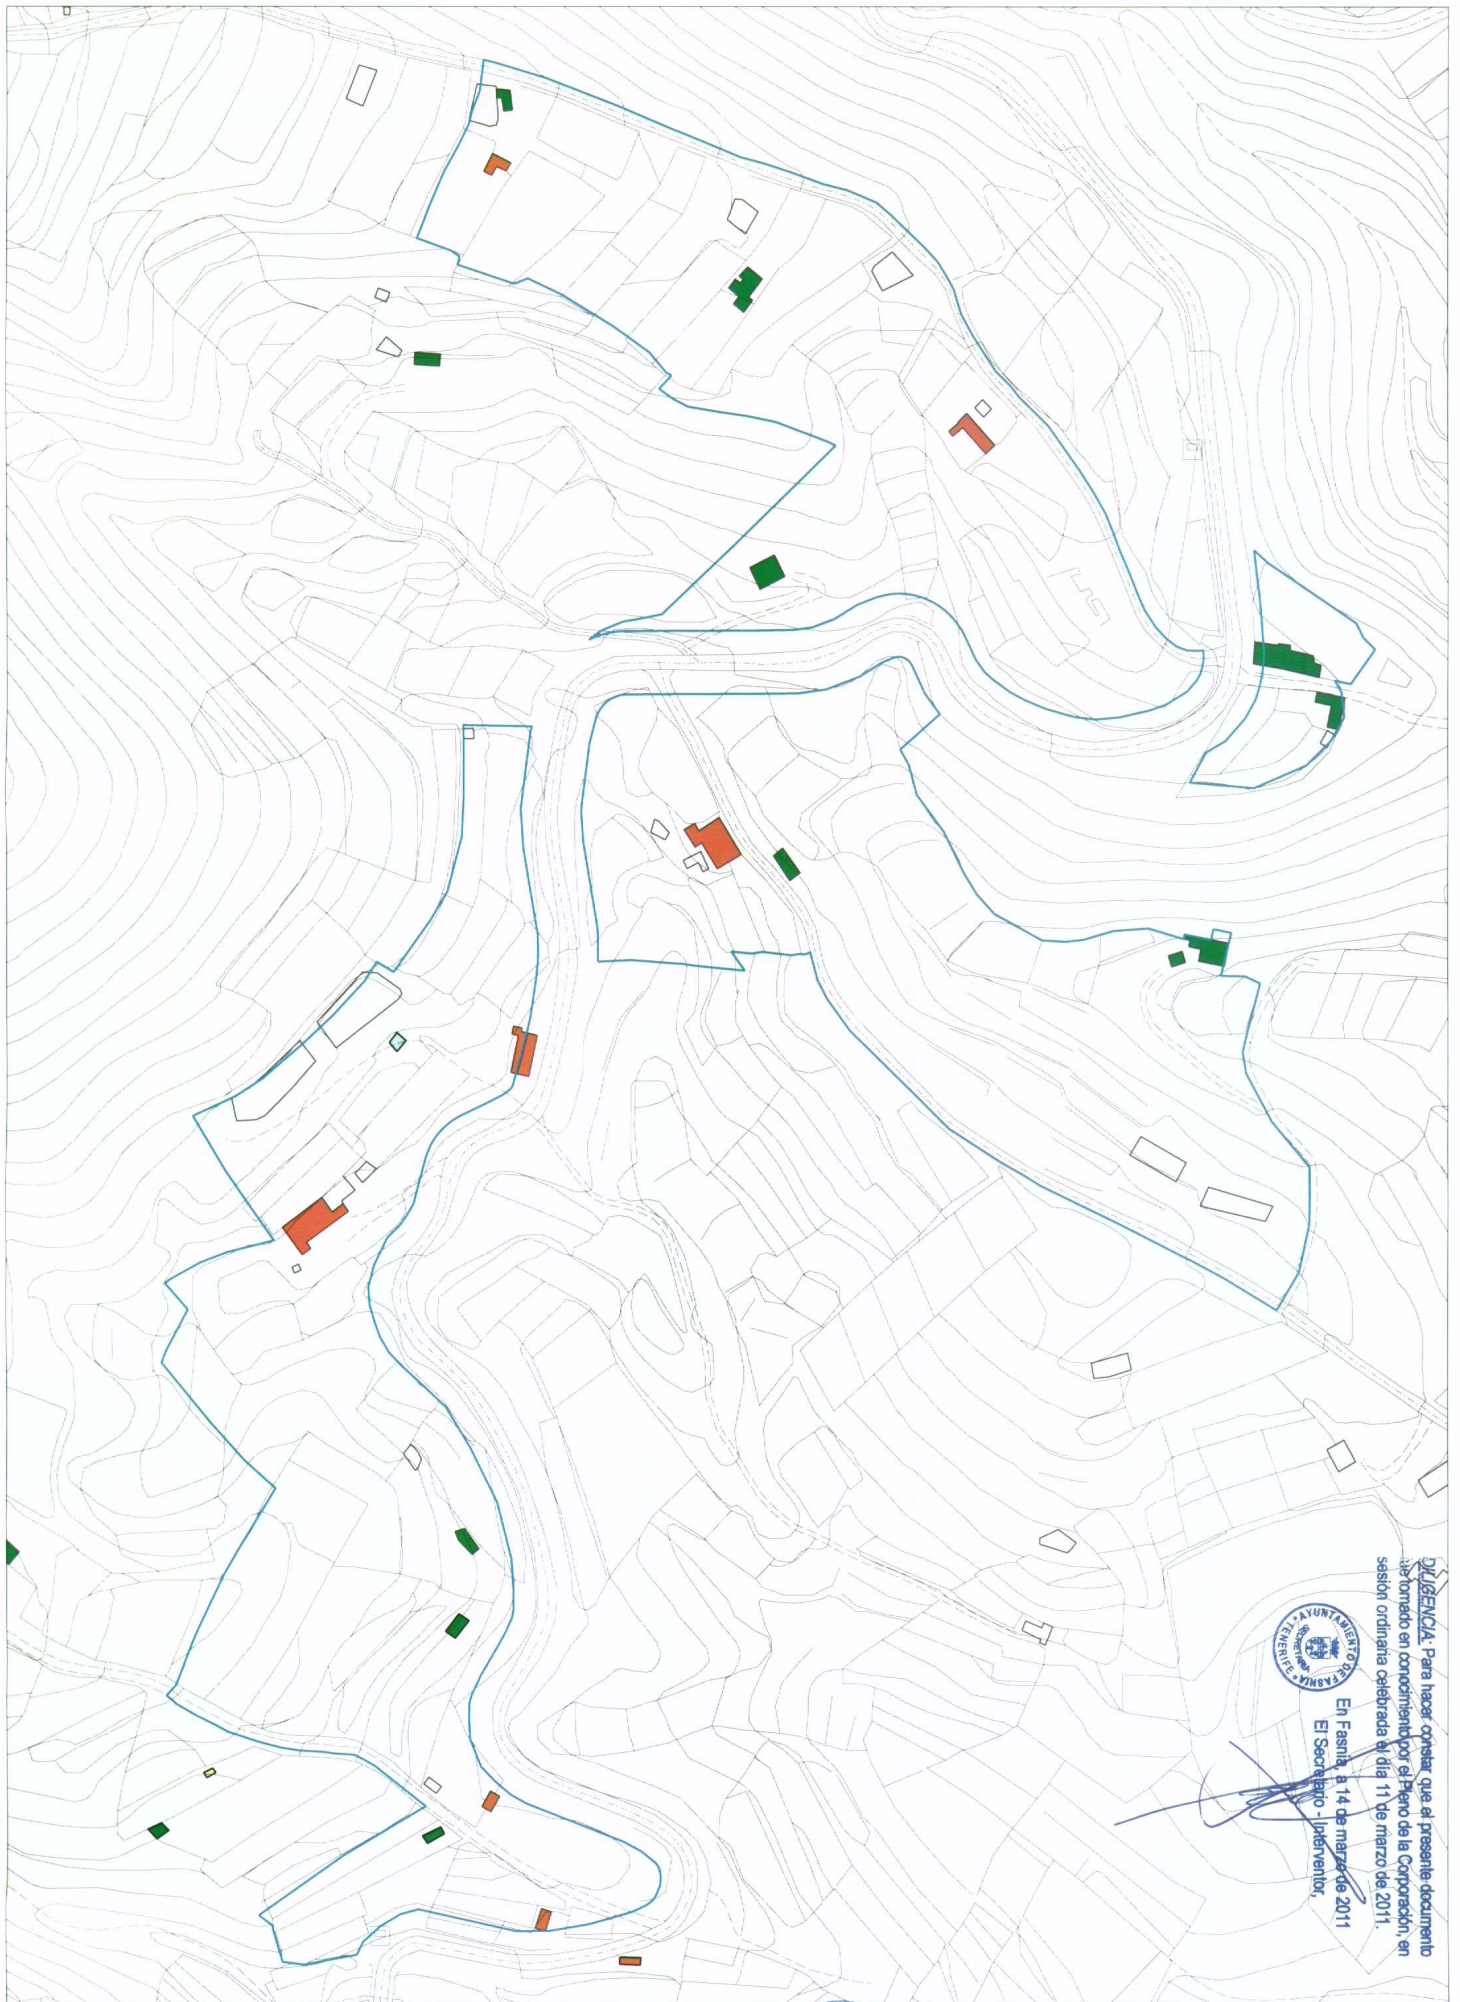 DILIGENCIA: Para hacer constar que el presente documento
fue tomado en conocimiento por el Pleno de la Corporación, en
sesión ordinaria celebrada el día 11 de marzo de 2011.
En Fasnia, a 14 de marzo de 2011
El Secretario - Interventor,
AYUNTAMIENTO DE FASNIA
SECRETARIA
TENERIFE